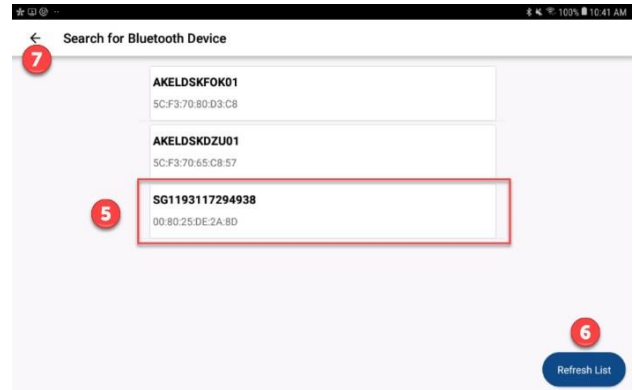 100% 10:41 AM
Search for Bluetooth Device
7
AKELDSKFOK01
5C:F3:70:80:D3:C8
AKELDSKDZU01
5C:F3:70:65:C8:57
5
SG1193117294938
00:80:25:DE:2A:8D
6
Refresh List